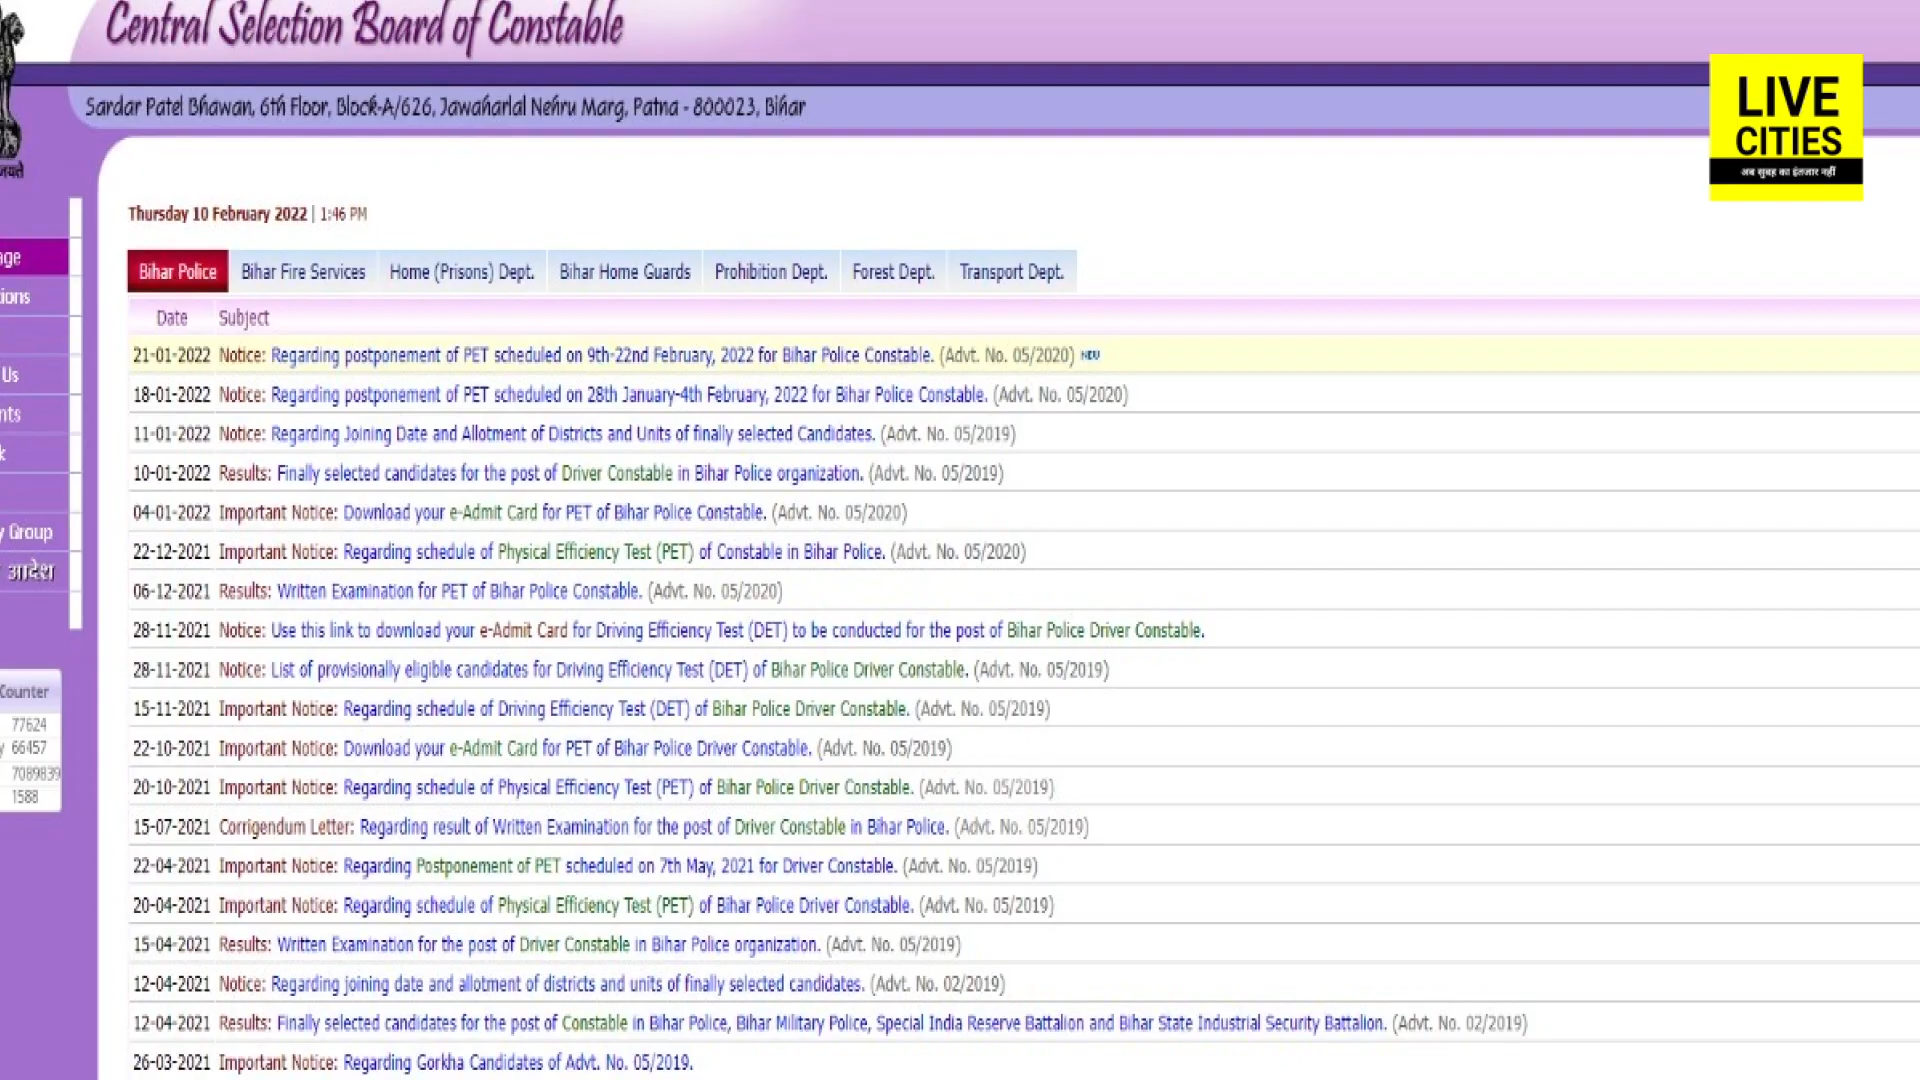 Central Selection Board of Constable
Sardar Patel Bhawan, 6th Floor, Block-A/626, Jawaharlal Nehru Marg, Patna - 800023, Bihar
LIVE
CITIES
अब सुबह का इंतजार नहीं
Thursday 10 February 2022 | 1:46 PM
Bihar Police Bihar Fire Services Home (Prisons) Dept. Bihar Home Guards Prohibition Dept. Forest Dept. Transport Dept.
Date Subject
21-01-2022 Notice: Regarding postponement of PET scheduled on 9th-22nd February, 2022 for Bihar Police Constable. (Advt. No. 05/2020) NEW
18-01-2022 Notice: Regarding postponement of PET scheduled on 28th January-4th February, 2022 for Bihar Police Constable. (Advt. No. 05/2020)
11-01-2022 Notice: Regarding Joining Date and Allotment of Districts and Units of finally selected Candidates. (Advt. No. 05/2019)
10-01-2022 Results: Finally selected candidates for the post of Driver Constable in Bihar Police organization. (Advt. No. 05/2019)
04-01-2022 Important Notice: Download your e-Admit Card for PET of Bihar Police Constable. (Advt. No. 05/2020)
22-12-2021 Important Notice: Regarding schedule of Physical Efficiency Test (PET) of Constable in Bihar Police. (Advt. No. 05/2020)
06-12-2021 Results: Written Examination for PET of Bihar Police Constable. (Advt. No. 05/2020)
28-11-2021 Notice: Use this link to download your e-Admit Card for Driving Efficiency Test (DET) to be conducted for the post of Bihar Police Driver Constable.
28-11-2021 Notice: List of provisionally eligible candidates for Driving Efficiency Test (DET) of Bihar Police Driver Constable. (Advt. No. 05/2019)
15-11-2021 Important Notice: Regarding schedule of Driving Efficiency Test (DET) of Bihar Police Driver Constable. (Advt. No. 05/2019)
22-10-2021 Important Notice: Download your e-Admit Card for PET of Bihar Police Driver Constable. (Advt. No. 05/2019)
20-10-2021 Important Notice: Regarding schedule of Physical Efficiency Test (PET) of Bihar Police Driver Constable. (Advt. No. 05/2019)
15-07-2021 Corrigendum Letter: Regarding result of Written Examination for the post of Driver Constable in Bihar Police. (Advt. No. 05/2019)
22-04-2021 Important Notice: Regarding Postponement of PET scheduled on 7th May, 2021 for Driver Constable. (Advt. No. 05/2019)
20-04-2021 Important Notice: Regarding schedule of Physical Efficiency Test (PET) of Bihar Police Driver Constable. (Advt. No. 05/2019)
15-04-2021 Results: Written Examination for the post of Driver Constable in Bihar Police organization. (Advt. No. 05/2019)
12-04-2021 Notice: Regarding joining date and allotment of districts and units of finally selected candidates. (Advt. No. 02/2019)
12-04-2021 Results: Finally selected candidates for the post of Constable in Bihar Police, Bihar Military Police, Special India Reserve Battalion and Bihar State Industrial Security Battalion. (Advt. No. 02/2019)
26-03-2021 Important Notice: Regarding Gorkha Candidates of Advt. No. 05/2019.
जयते
age
ions
Us
nts
k
y Group
आदेश
Counter
77624
y 66457
7089839
1588